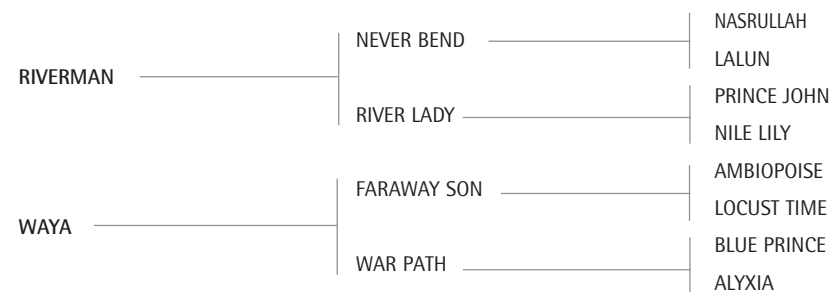 RIVERMAN
NEVER BEND
NASRULLAH
LALUN
RIVER LADY
PRINCE JOHN
NILE LILY
WAYA
FARAWAY SON
AMBIOPOISE
LOCUST TIME
WAR PATH
BLUE PRINCE
ALYXIA